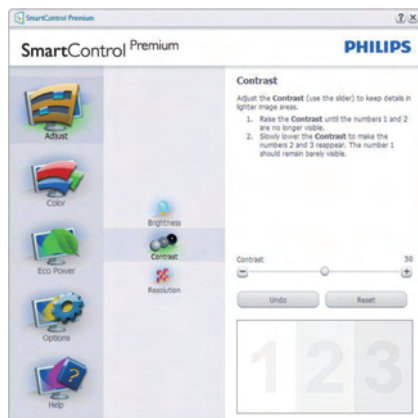 SmartControl Premium
SmartControl Premium
PHILIPS
Adjust
Color
Eco Power
Options
Help
Brightness
Contrast
Resolution
Contrast
Adjust the Contrast (use the slider) to keep details in
lighter image areas.
1. Raise the Contrast until the numbers 1 and 2
are no longer visible.
2. Slowly lower the Contrast to make the
numbers 2 and 3 reappear. The number 1
should remain barely visible.
Contrast
50
Undo
Reset
1 2 3